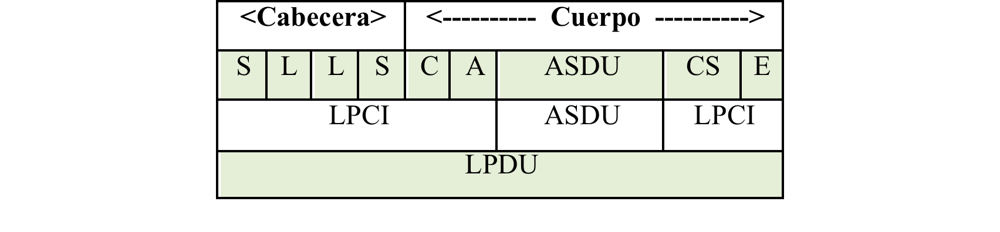 <Cabecera> <---------- Cuerpo ---------->
S L L S C A ASDU CS E
LPCI ASDU LPCI
LPDU